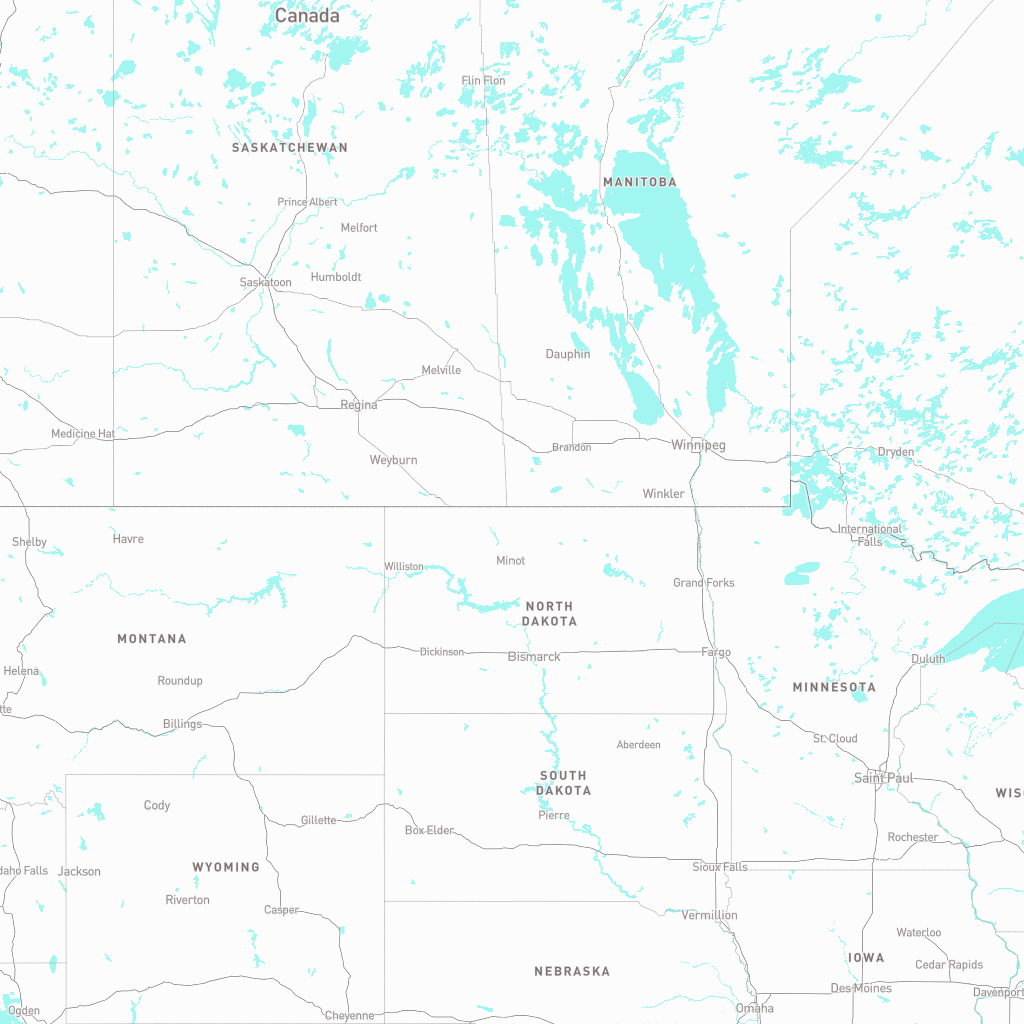 Canada
Flin Flon
SASKATCHEWAN
MANITOBA
Prince Albert
Melfort
Humboldt
Saskatoon
Dauphin
Melville
Regina
Medicine Hat
Winnipeg
Brandon
Dryden
Weyburn
Winkler
International
Falls
Shelby
Havre
Minot
Williston
Grand Forks
NORTH
DAKOTA
MONTANA
Dickinson
Bismarck
Fargo
Duluth
Helena
Roundup
MINNESOTA
tte
Billings
St. Cloud
Aberdeen
SOUTH
DAKOTA
Saint Paul
WISC
Cody
Pierre
Gillette
Box Elder
Rochester
daho Falls
Jackson
WYOMING
Sioux Falls
Riverton
Casper
Vermillion
Waterloo
IOWA
Cedar Rapids
NEBRASKA
Des Moines
Davenport
Ogden
Cheyenne
Omaha